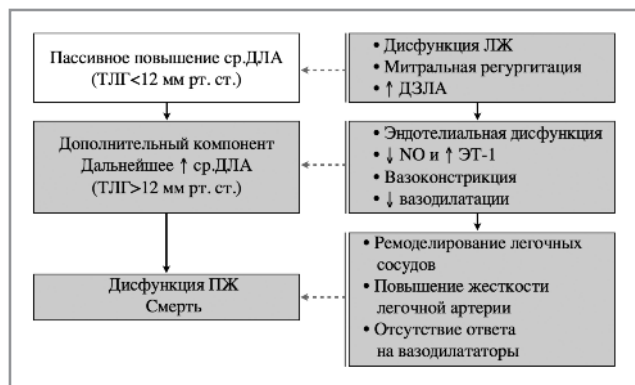 Пассивное повышение ср.ДЛА
(ТЛГ<12 мм рт. ст.)
• Дисфункция ЛЖ
• Митральная регургитация
• ↑ ДЗЛА
Дополнительный компонент
Дальнейшее ↑ ср.ДЛА
(ТЛГ>12 мм рт. ст.)
• Эндотелиальная дисфункция
• ↓ NO и ↑ ЭТ-1
• Вазоконстрикция
• ↓ вазодилатации
Дисфункция ПЖ
Смерть
• Ремоделирование легочных
сосудов
• Повышение жесткости
легочной артерии
• Отсутствие ответа
на вазодилататоры